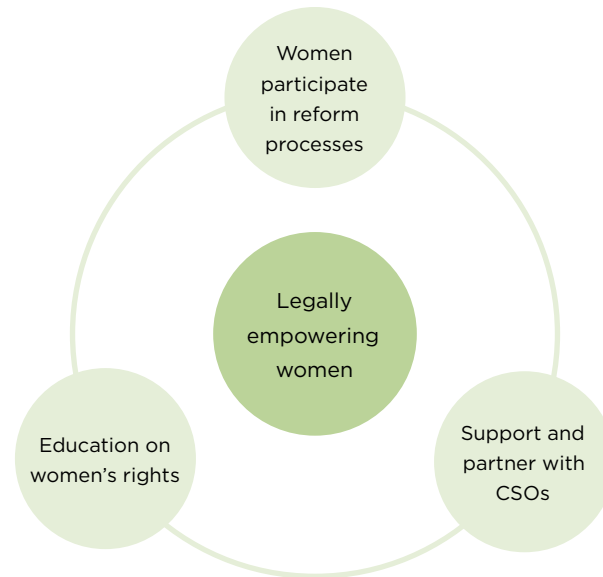 Women
participate
in reform
processes
Legally
empowering
women
Education on
women’s rights
Support and
partner with
CSOs